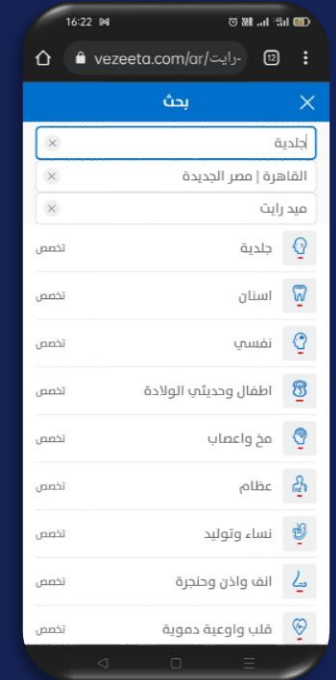 16:22
vezeeta.com/ar/رايت-
12
بحث
جلدية
القاهرة | مصر الجديدة
ميد رايت
جلدية تخصص
اسنان تخصص
نفسي تخصص
اطفال وحديثي الولادة تخصص
مخ واعصاب تخصص
عظام تخصص
نساء وتوليد تخصص
انف واذن وحنجرة تخصص
قلب واوعية دموية تخصص